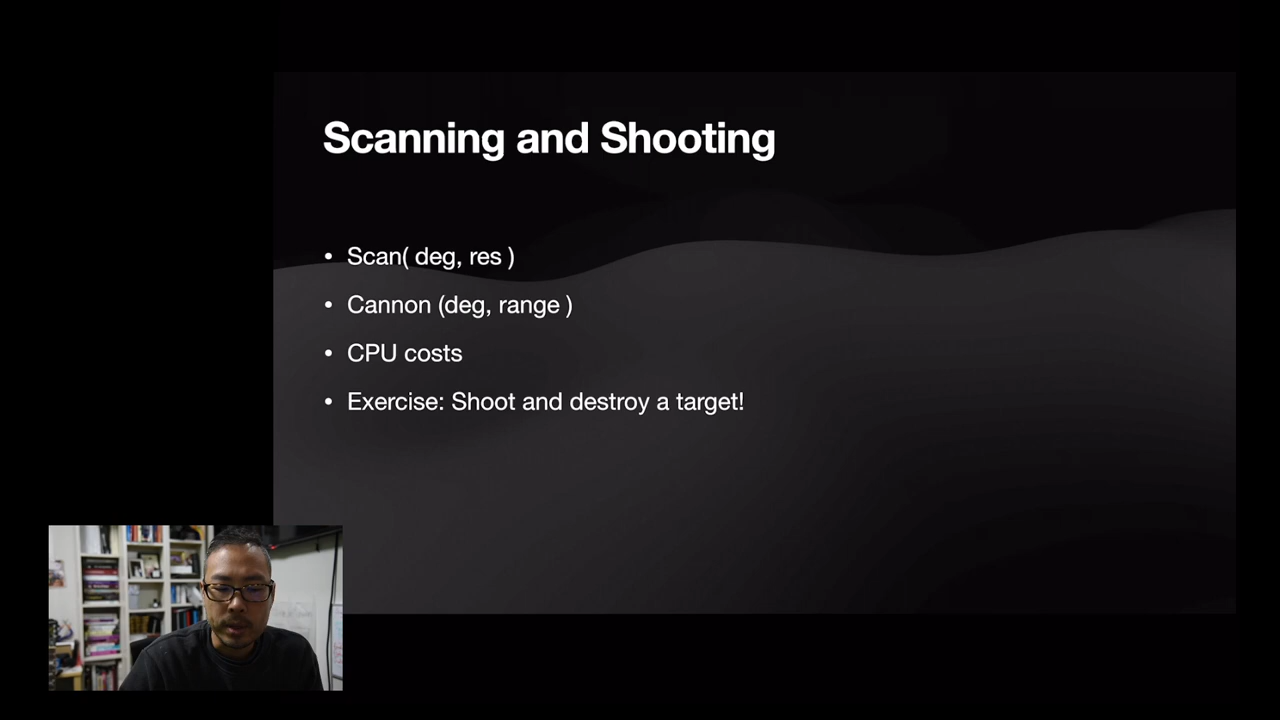 Scanning and Shooting
• Scan( deg, res )
• Cannon (deg, range )
• CPU costs
• Exercise: Shoot and destroy a target!